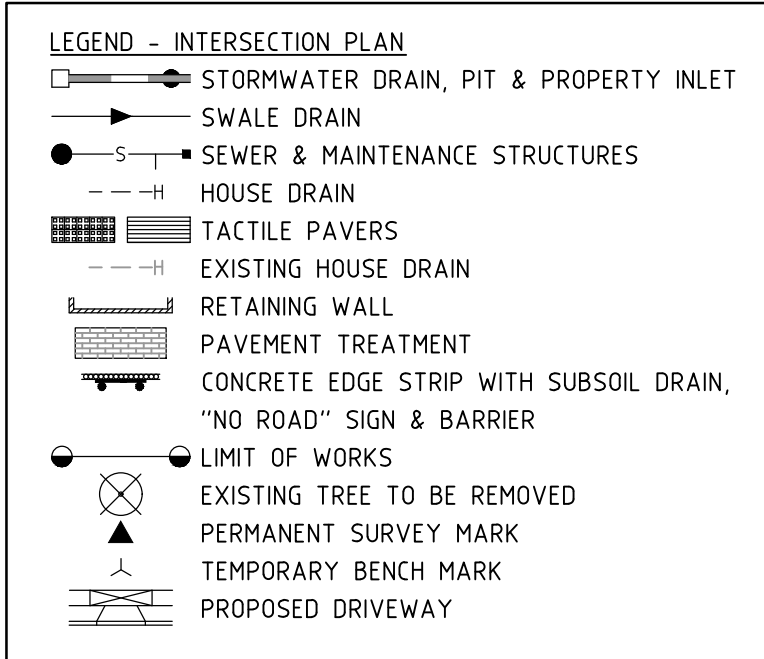 LEGEND - INTERSECTION PLAN
STORMWATER DRAIN, PIT & PROPERTY INLET
SWALE DRAIN
S SEWER & MAINTENANCE STRUCTURES
H HOUSE DRAIN
TACTILE PAVERS
H EXISTING HOUSE DRAIN
RETAINING WALL
PAVEMENT TREATMENT
CONCRETE EDGE STRIP WITH SUBSOIL DRAIN,
"NO ROAD" SIGN & BARRIER
LIMIT OF WORKS
EXISTING TREE TO BE REMOVED
PERMANENT SURVEY MARK
TEMPORARY BENCH MARK
PROPOSED DRIVEWAY